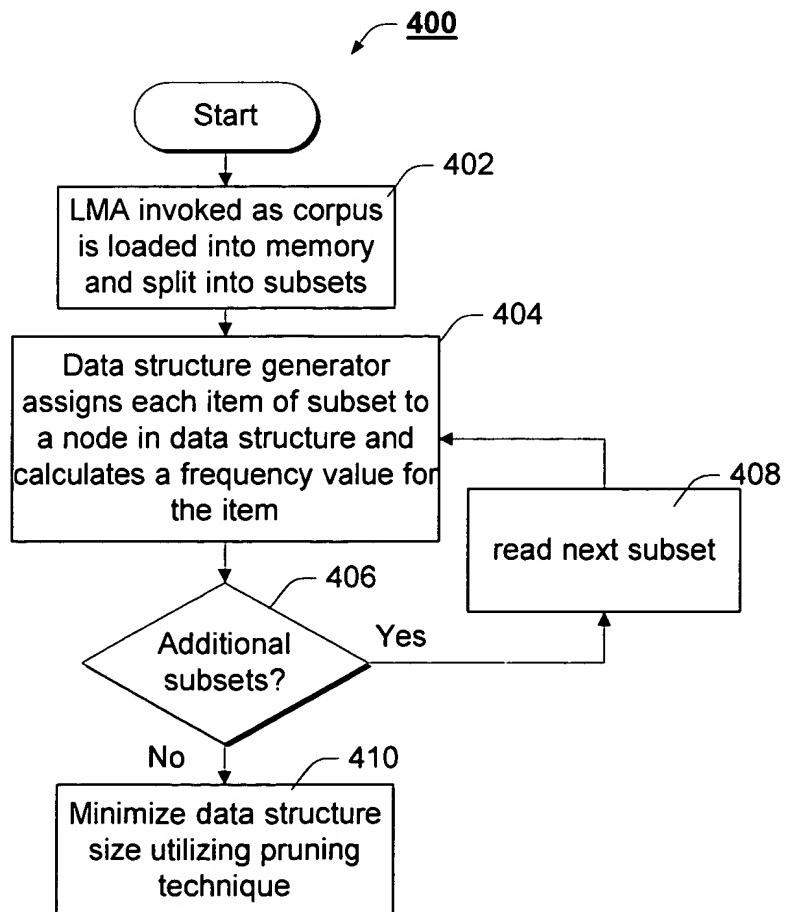 400
Start
402
LMA invoked as corpus
is loaded into memory
and split into subsets
404
Data structure generator
assigns each item of subset to
a node in data structure and
calculates a frequency value for
the item
408
read next subset
406
Additional
subsets?
Yes
No
410
Minimize data structure
size utilizing pruning
technique